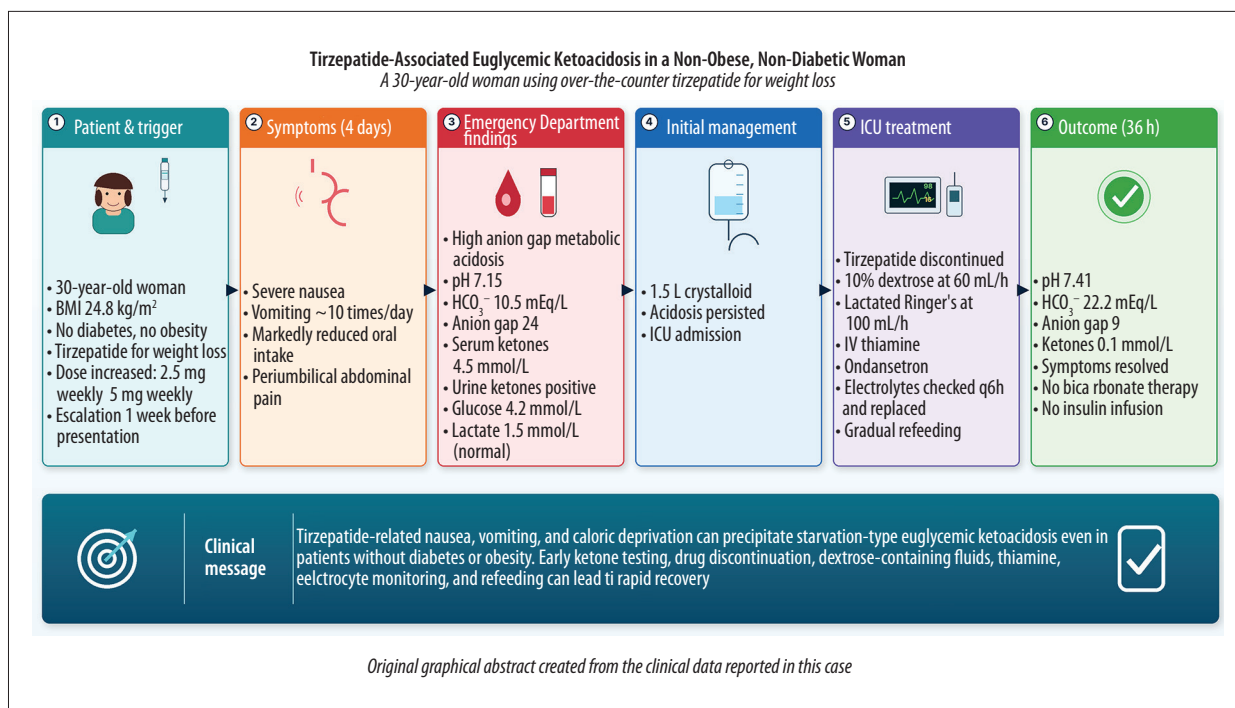 Tirzepatide-Associated Euglycemic Ketoacidosis in a Non-Obese, Non-Diabetic Woman
A 30-year-old woman using over-the-counter tirzepatide for weight loss
1 Patient & trigger
• 30-year-old woman
• BMI 24.8 kg/m²
• No diabetes, no obesity
• Tirzepatide for weight loss
• Dose increased: 2.5 mg
weekly 5 mg weekly
• Escalation 1 week before
presentation
2 Symptoms (4 days)
• Severe nausea
• Vomiting ~10 times/day
• Markedly reduced oral
intake
• Periumbilical abdominal
pain
3 Emergency Department
findings
• High anion gap metabolic
acidosis
• pH 7.15
• HCO₃⁻ 10.5 mEq/L
• Anion gap 24
• Serum ketones
4.5 mmol/L
• Urine ketones positive
• Glucose 4.2 mmol/L
• Lactate 1.5 mmol/L
(normal)
4 Initial management
• 1.5 L crystalloid
• Acidosis persisted
• ICU admission
5 ICU treatment
98
• Tirzepatide discontinued
• 10% dextrose at 60 mL/h
• Lactated Ringer's at
100 mL/h
• IV thiamine
• Ondansetron
• Electrolytes checked q6h
and replaced
• Gradual refeeding
6 Outcome (36 h)
• pH 7.41
• HCO₃⁻ 22.2 mEq/L
• Anion gap 9
• Ketones 0.1 mmol/L
• Symptoms resolved
• No bica rbonate therapy
• No insulin infusion
Clinical
message
Tirzepatide-related nausea, vomiting, and caloric deprivation can precipitate starvation-type euglycemic ketoacidosis even in
patients without diabetes or obesity. Early ketone testing, drug discontinuation, dextrose-containing fluids, thiamine,
eelctrocyte monitoring, and refeeding can lead ti rapid recovery
Original graphical abstract created from the clinical data reported in this case